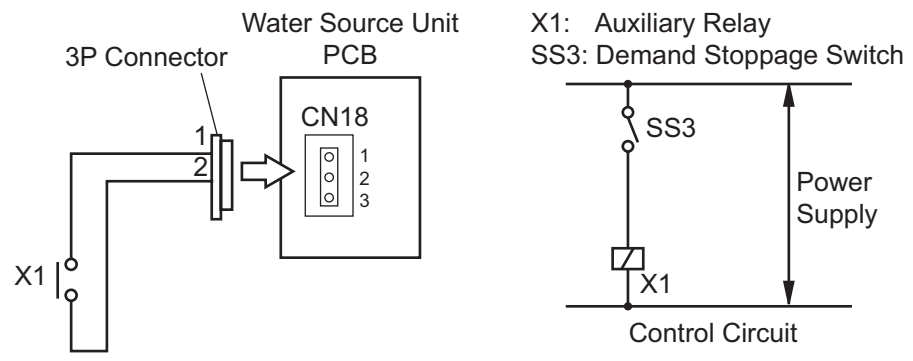 Water Source Unit
PCB
3P Connector
CN18
1
2
1
2
3
X1
X1: Auxiliary Relay
SS3: Demand Stoppage Switch
SS3
Power
Supply
X1
Control Circuit